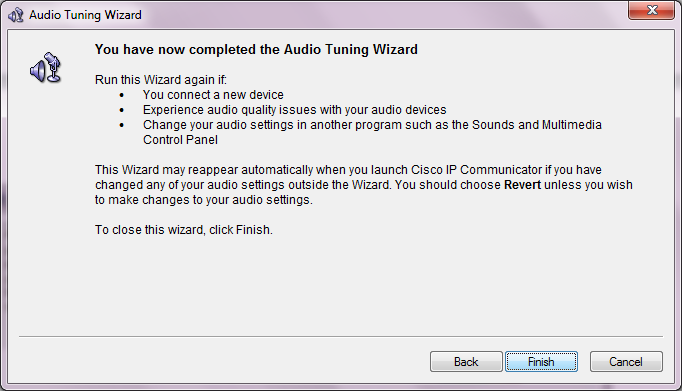 Audio Tuning Wizard
You have now completed the Audio Tuning Wizard
Run this Wizard again if:
• You connect a new device
• Experience audio quality issues with your audio devices
• Change your audio settings in another program such as the Sounds and Multimedia
Control Panel
This Wizard may reappear automatically when you launch Cisco IP Communicator if you have
changed any of your audio settings outside the Wizard. You should choose Revert unless you wish
to make changes to your audio settings.
To close this wizard, click Finish.
Back Finish Cancel